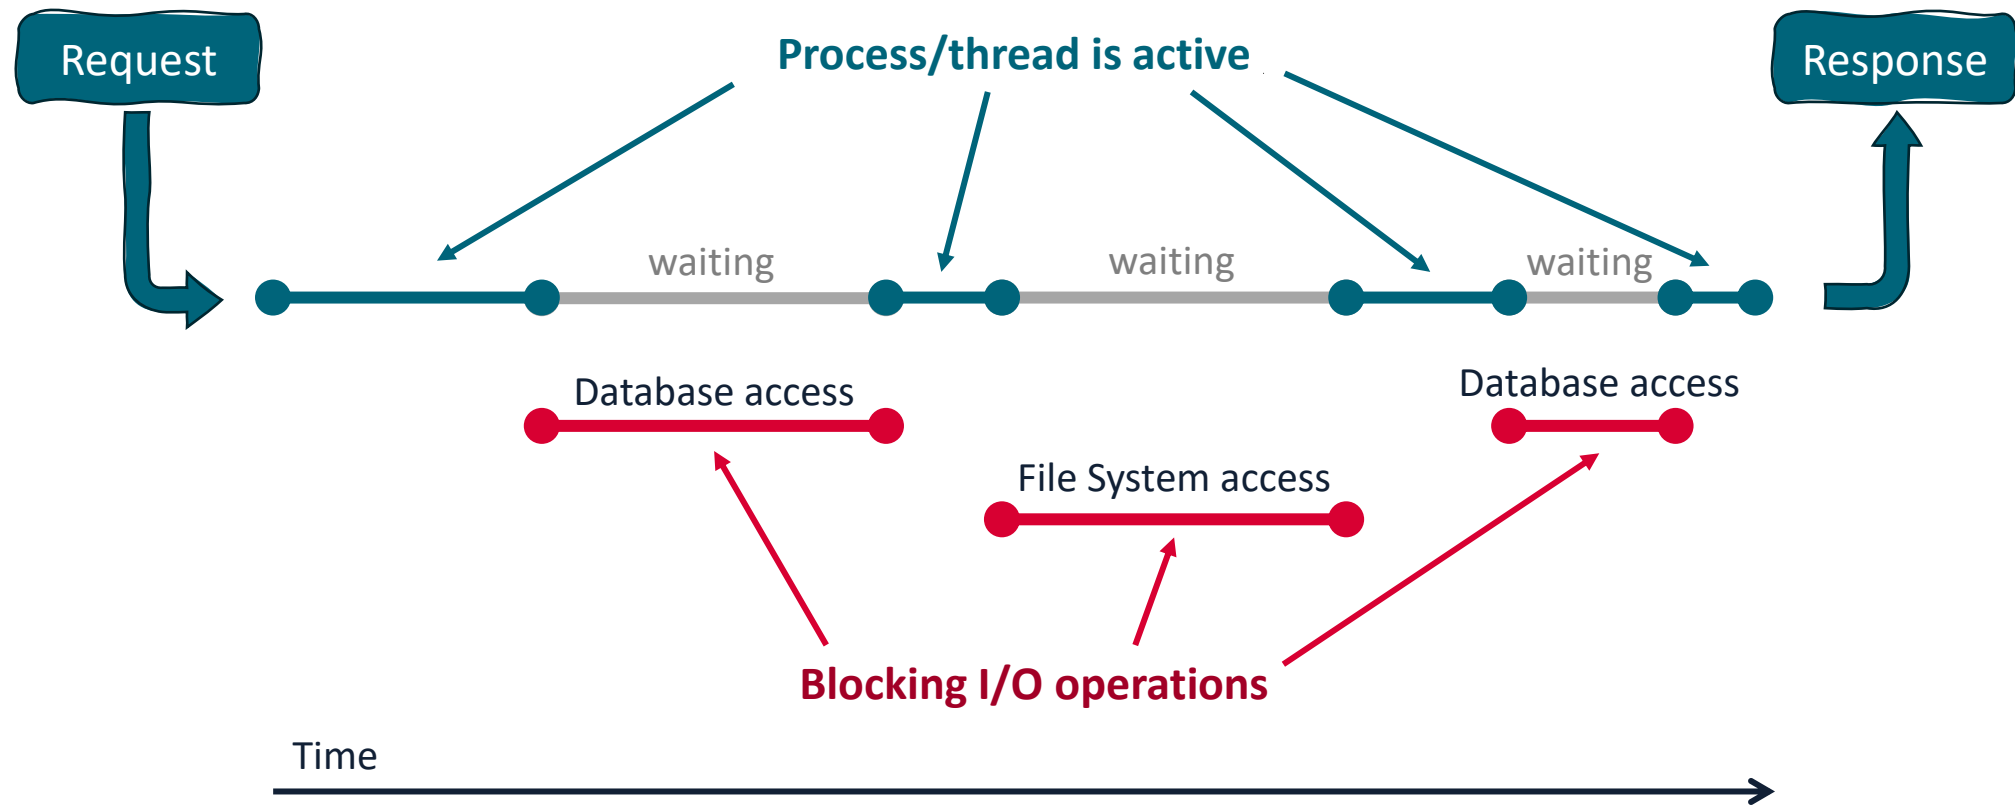 Request
Process/thread is active
Response
waiting
waiting
waiting
Database access
Database access
File System access
Blocking I/O operations
Time